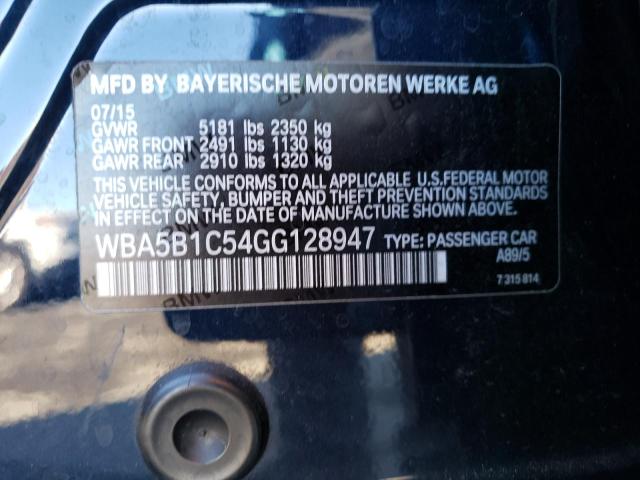 MFD BY BAYERISCHE MOTOREN WERKE AG
07/15
GVWR 5181 lbs 2350 kg
GAWR FRONT 2491 lbs 1130 kg
GAWR REAR 2910 lbs 1320 kg
THIS VEHICLE CONFORMS TO ALL APPLICABLE U.S.FEDERAL MOTOR
VEHICLE SAFETY, BUMPER AND THEFT PREVENTION STANDARDS
IN EFFECT ON THE DATE OF MANUFACTURE SHOWN ABOVE.
WBA5B1C54GG128947 TYPE: PASSENGER CAR
A89/5
7 315 814